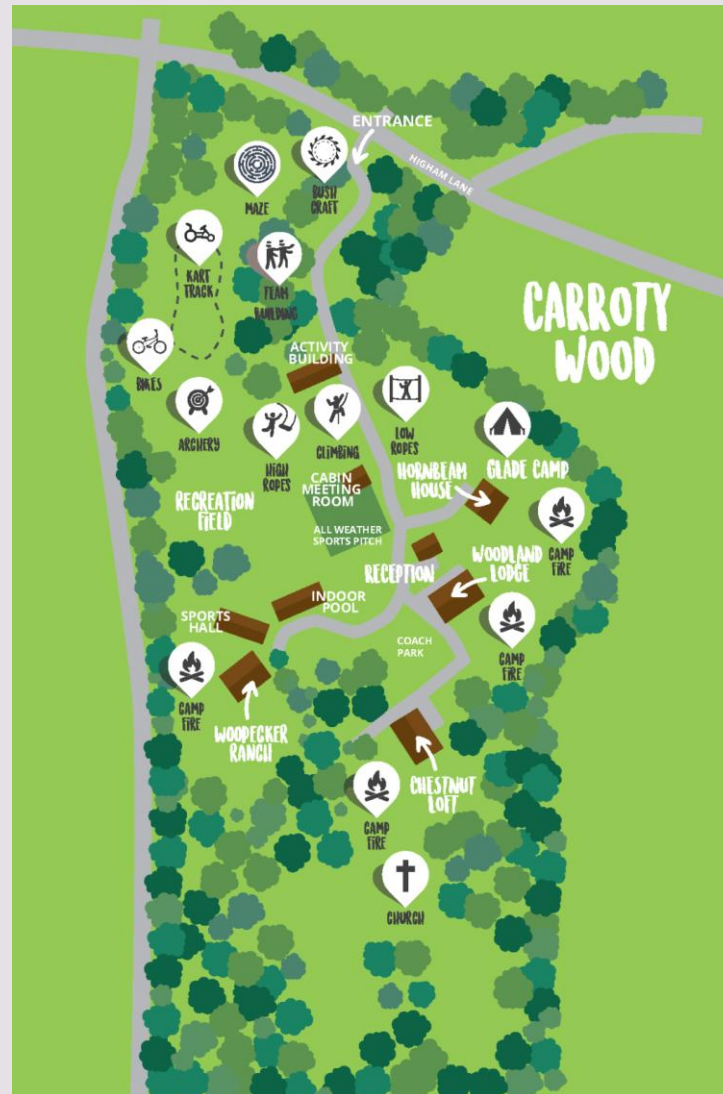 ENTRANCE
HIGHAM LANE
MAZE
BUSH
CRAFT
KART
TRACK
TEAM
BUILDING
CARROTY
WOOD
ACTIVITY
BUILDING
BIKES
ARCHERY
HIGH
ROPES
CLIMBING
LOW
ROPES
GLADE CAMP
HORNBEAM
HOUSE
CABIN
MEETING
ROOM
RECREATION
FIELD
ALL WEATHER
SPORTS PITCH
CAMP
FIRE
WOODLAND
LODGE
RECEPTION
INDOOR
POOL
SPORTS
HALL
COACH
PARK
CAMP
FIRE
CAMP
FIRE
WOOPECKER
RANCH
CHESTNUT
LOFT
CAMP
FIRE
CHURCH